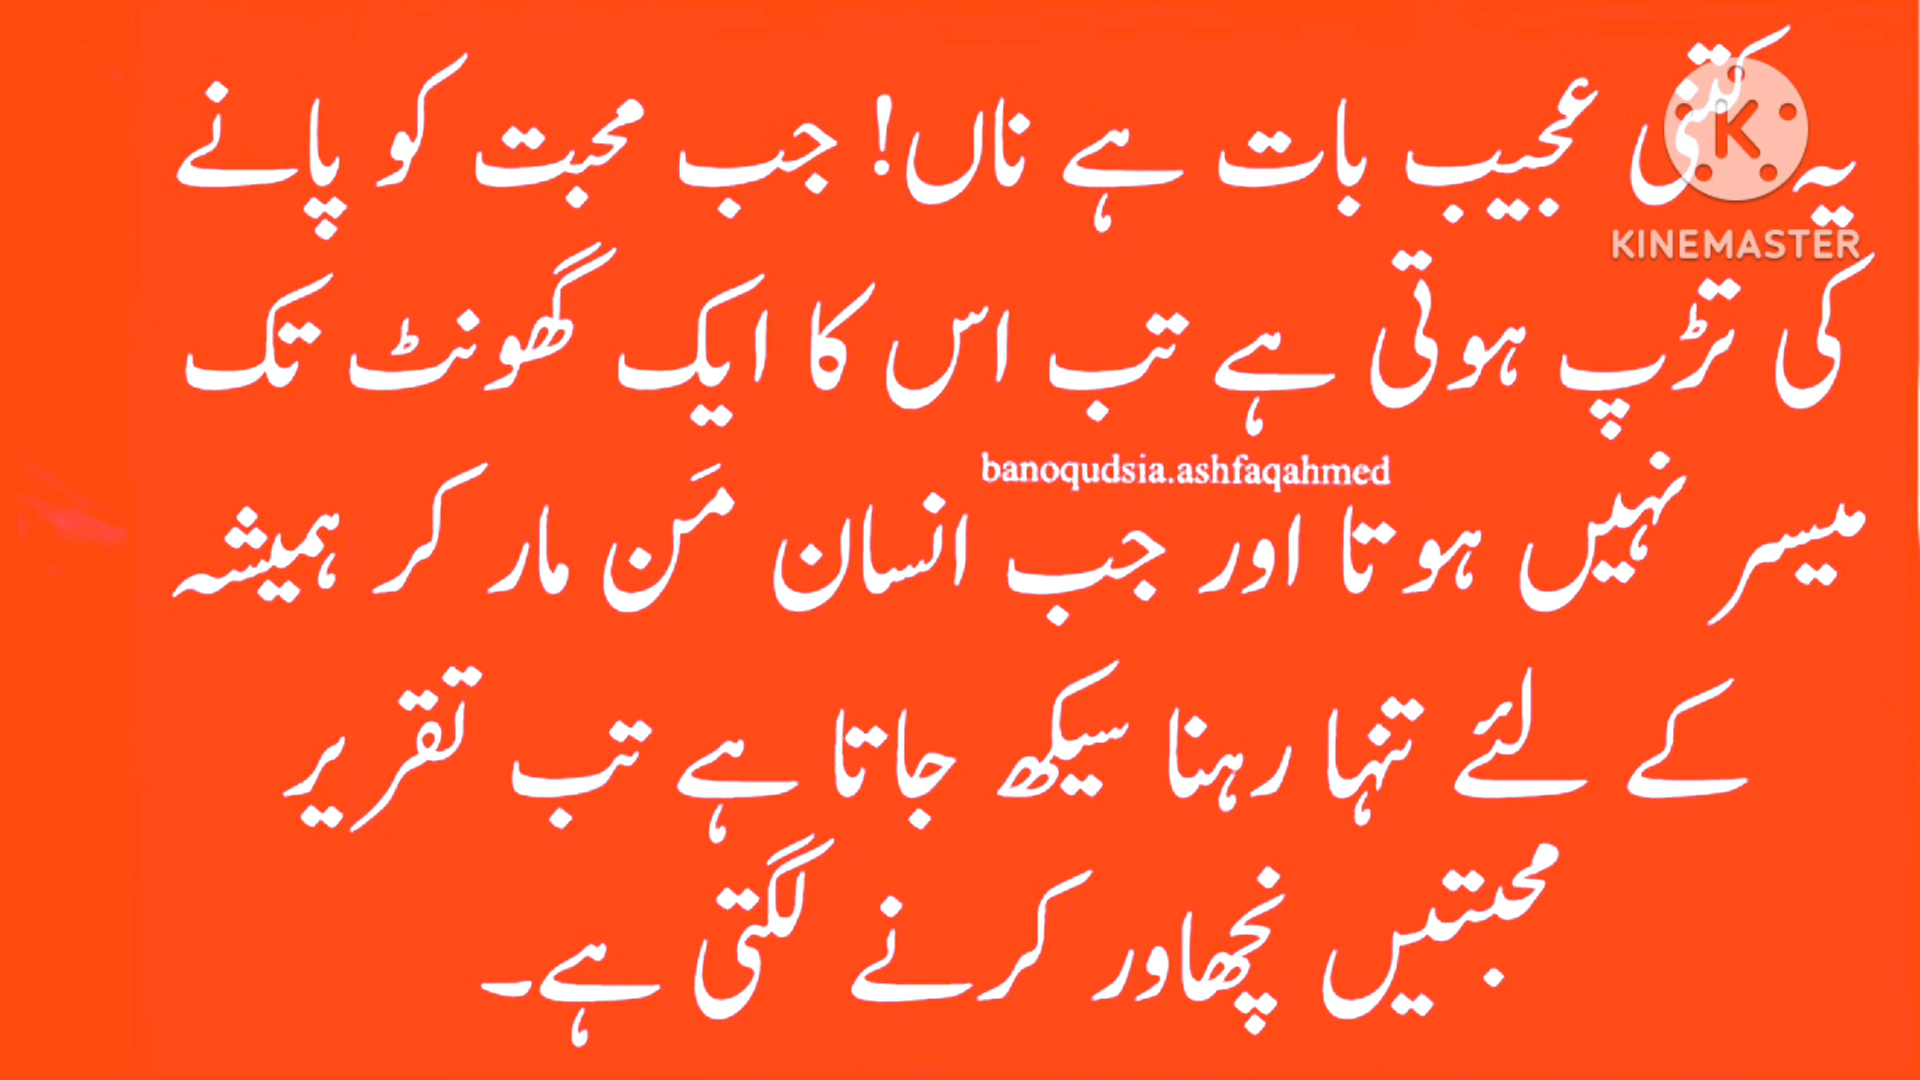 یہ کتنی عجیب بات ہے ناں! جب محبت کو پانے
KINEMASTER
کی تڑپ ہوتی ہے تب اس کا ایک گھونٹ تک
banoqudsia.ashfaqahmed
میسر نہیں ہوتا اور جب انسان مَن مار کر ہمیشہ
کے لئے تنہا رہنا سیکھ جاتا ہے تب تقریر
محبتیں نچھاور کرنے لگتی ہے۔